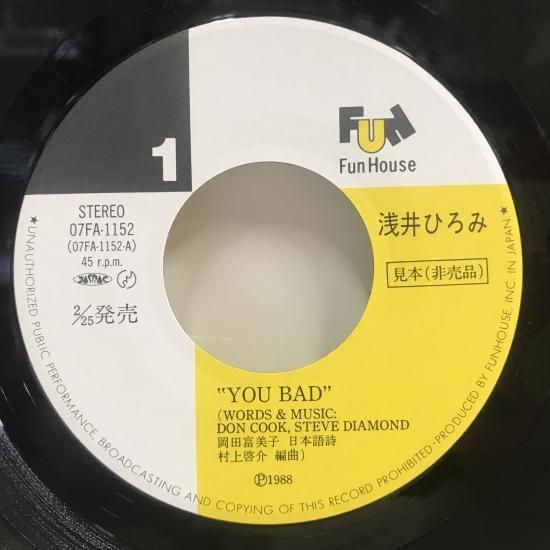 1
FUN
Fun House
STEREO
07FA-1152
(07FA-1152-A)
45 r.p.m.
JASRAC
2/25発売
浅井ひろみ
見本(非売品)
“YOU BAD”
(WORDS & MUSIC:
DON COOK, STEVE DIAMOND
岡田富美子 日本語詩
村上啓介 編曲)
Ⓟ1988
★UNAUTHORIZED PUBLIC PERFORMANCE, BROADCASTING AND COPYING OF THIS RECORD PROHIBITED·PRODUCED BY FUNHOUSE, INC. IN JAPAN★